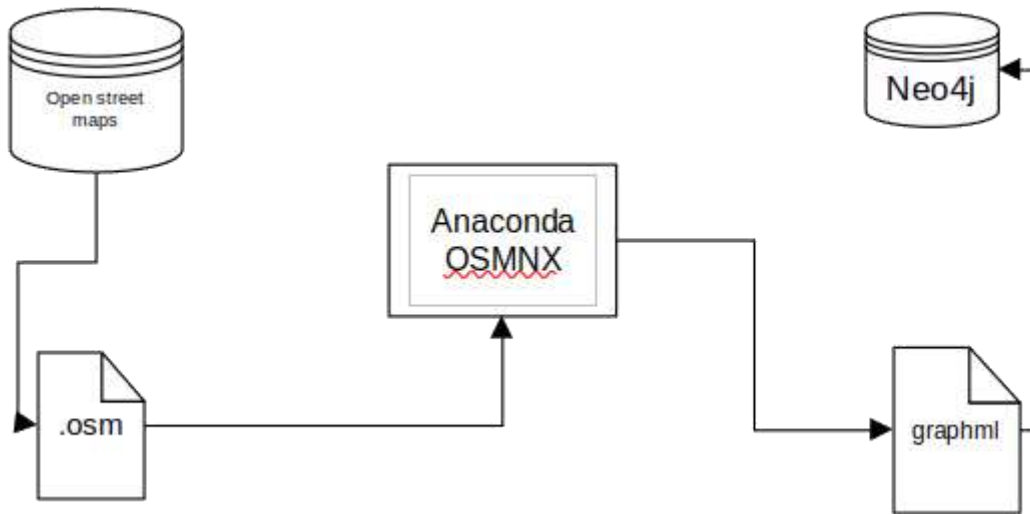 Open street
maps
Neo4j
Anaconda
OSMNX
.osm
graphml